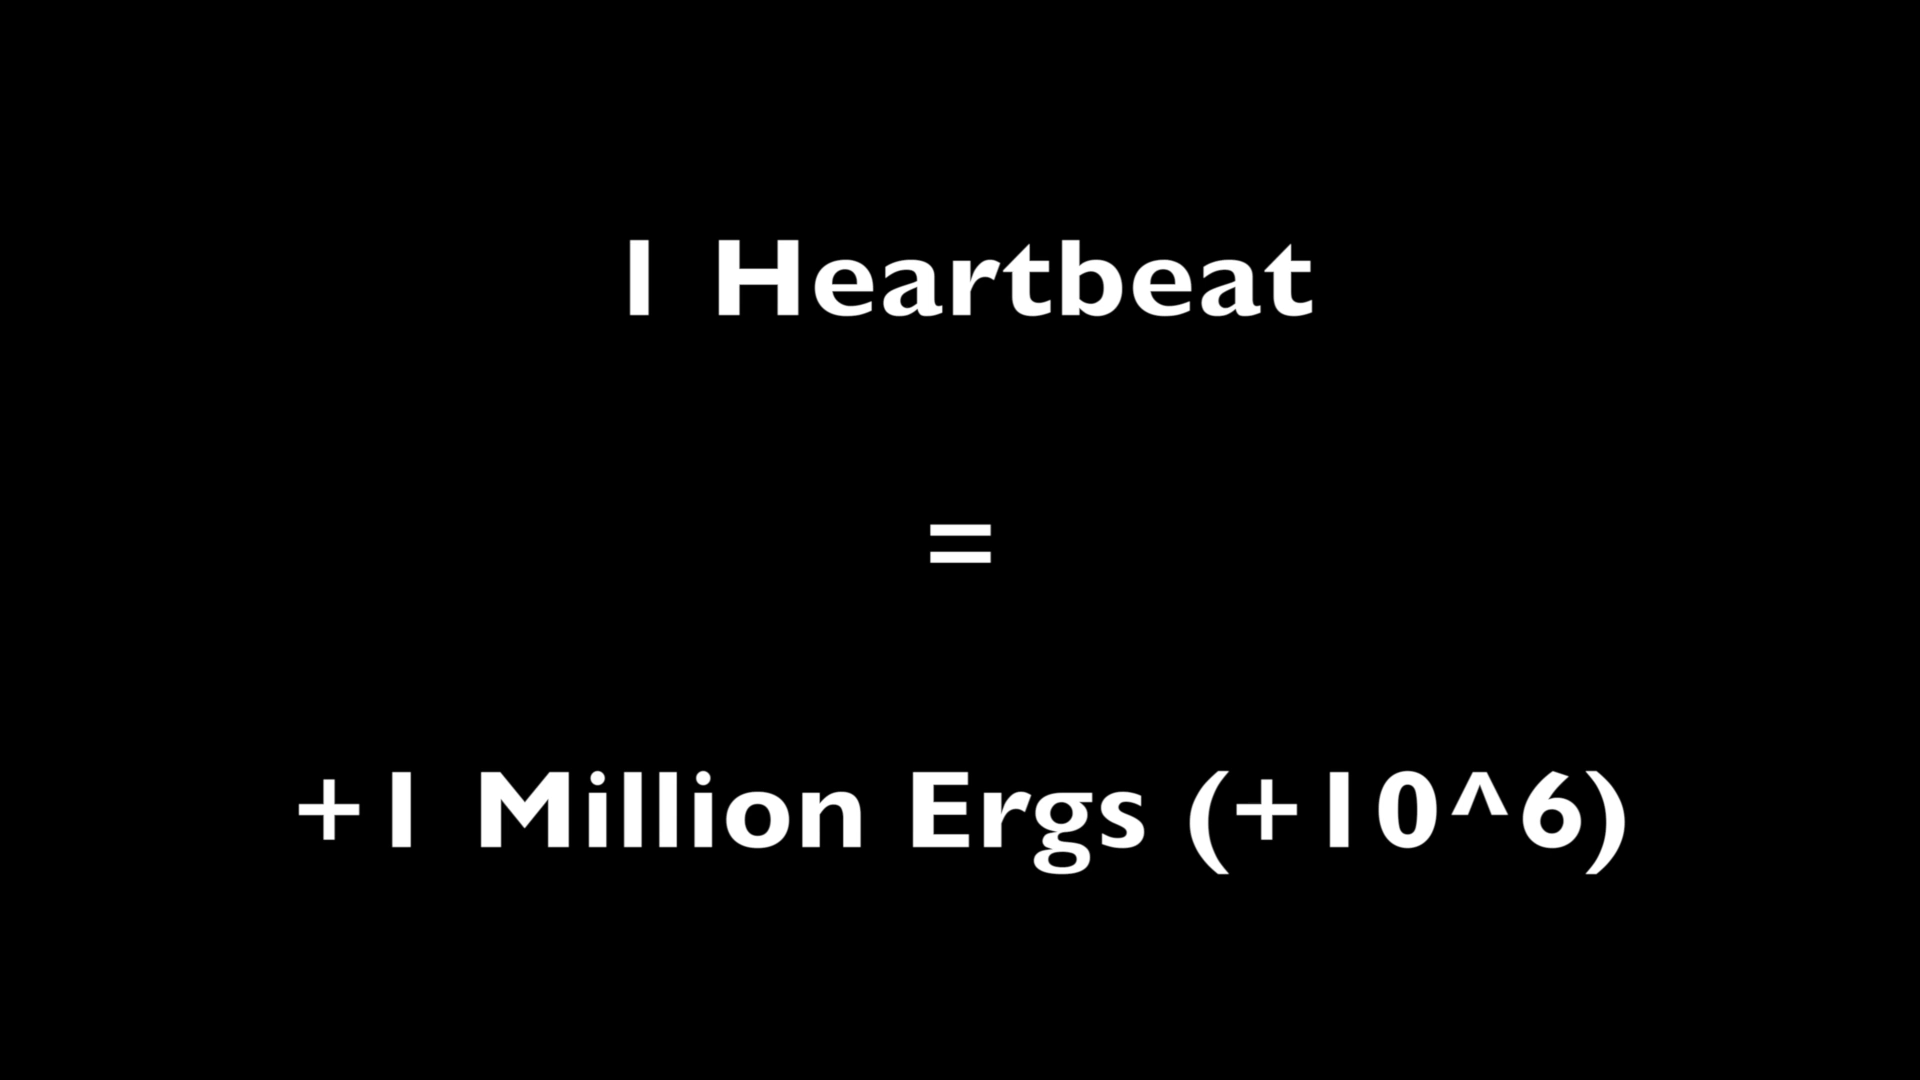 1 Heartbeat
=
+1 Million Ergs (+10^6)